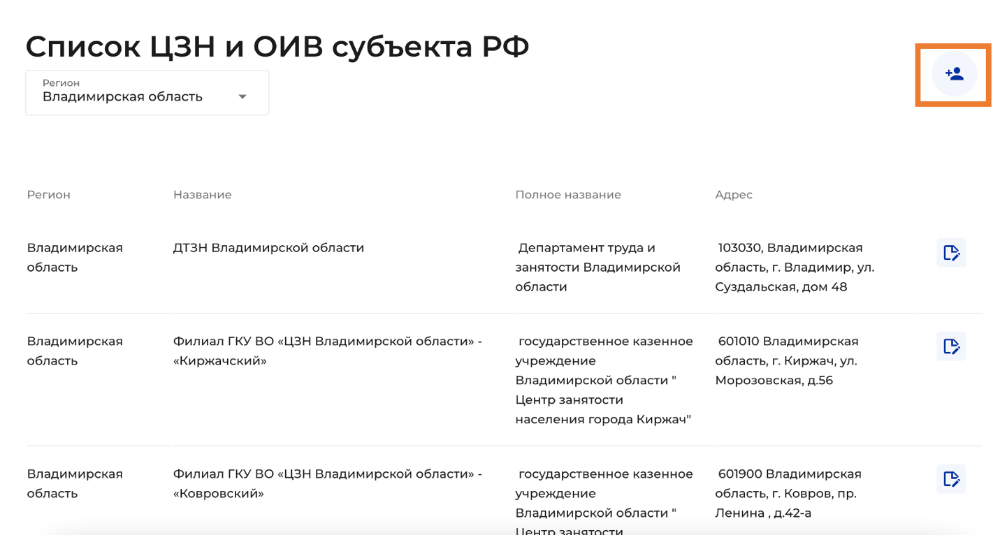 Список ЦЗН и ОИВ субъекта РФ
Регион
Владимирская область
Регион Название Полное название Адрес
Владимирская
область
ДТЗН Владимирской области
Департамент труда и
занятости Владимирской
области
103030, Владимирская
область, г. Владимир, ул.
Суздальская, дом 48
Владимирская
область
Филиал ГКУ ВО «ЦЗН Владимирской области» -
«Киржачский»
государственное казенное
учреждение
Владимирской области "
Центр занятости
населения города Киржач"
601010 Владимирская
область, г. Киржач, ул.
Морозовская, д.56
Владимирская
область
Филиал ГКУ ВО «ЦЗН Владимирской области» -
«Ковровский»
государственное казенное
учреждение
Владимирской области "
Центр занятости
601900 Владимирская
область, г. Ковров, пр.
Ленина , д.42-а